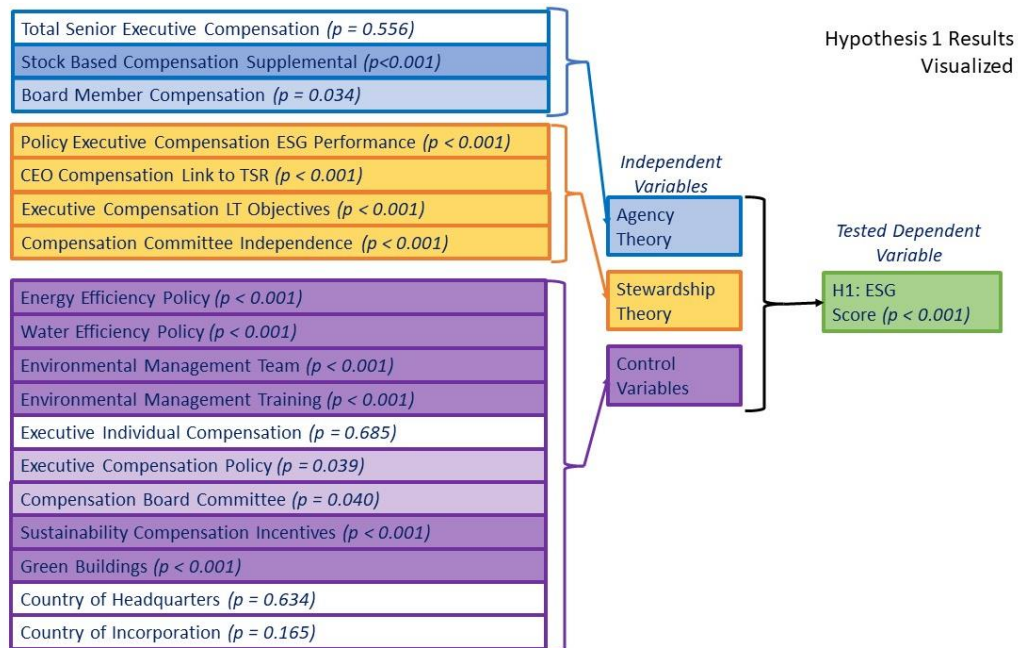 Hypothesis 1 Results
Visualized
Total Senior Executive Compensation (p = 0.556)
Stock Based Compensation Supplemental (p<0.001)
Board Member Compensation (p = 0.034)
Policy Executive Compensation ESG Performance (p < 0.001)
CEO Compensation Link to TSR (p < 0.001)
Executive Compensation LT Objectives (p < 0.001)
Compensation Committee Independence (p < 0.001)
Energy Efficiency Policy (p < 0.001)
Water Efficiency Policy (p < 0.001)
Environmental Management Team (p < 0.001)
Environmental Management Training (p < 0.001)
Executive Individual Compensation (p = 0.685)
Executive Compensation Policy (p = 0.039)
Compensation Board Committee (p = 0.040)
Sustainability Compensation Incentives (p < 0.001)
Green Buildings (p < 0.001)
Country of Headquarters (p = 0.634)
Country of Incorporation (p = 0.165)
Independent
Variables
Agency
Theory
Stewardship
Theory
Control
Variables
Tested Dependent
Variable
H1: ESG
Score (p < 0.001)